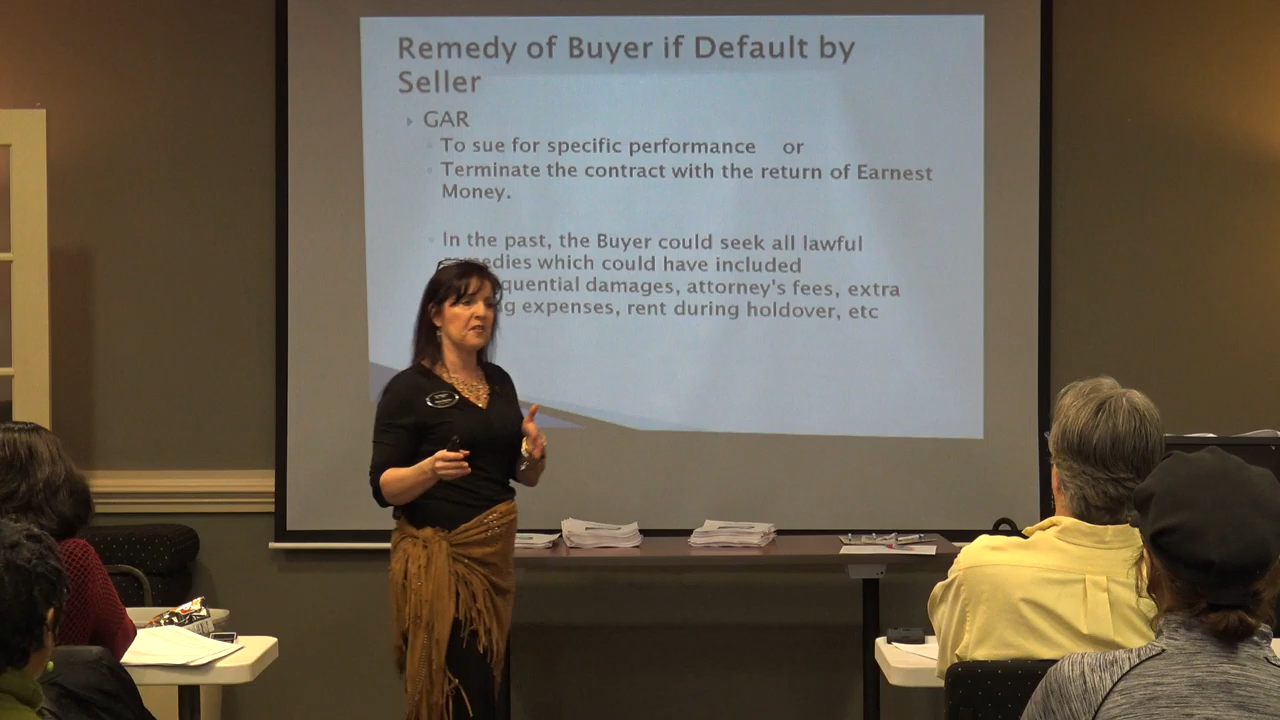 Remedy of Buyer if Default by
Seller
GAR
To sue for specific performance or
Terminate the contract with the return of Earnest
Money.
In the past, the Buyer could seek all lawful
remedies which could have included
quential damages, attorney's fees, extra
g expenses, rent during holdover, etc